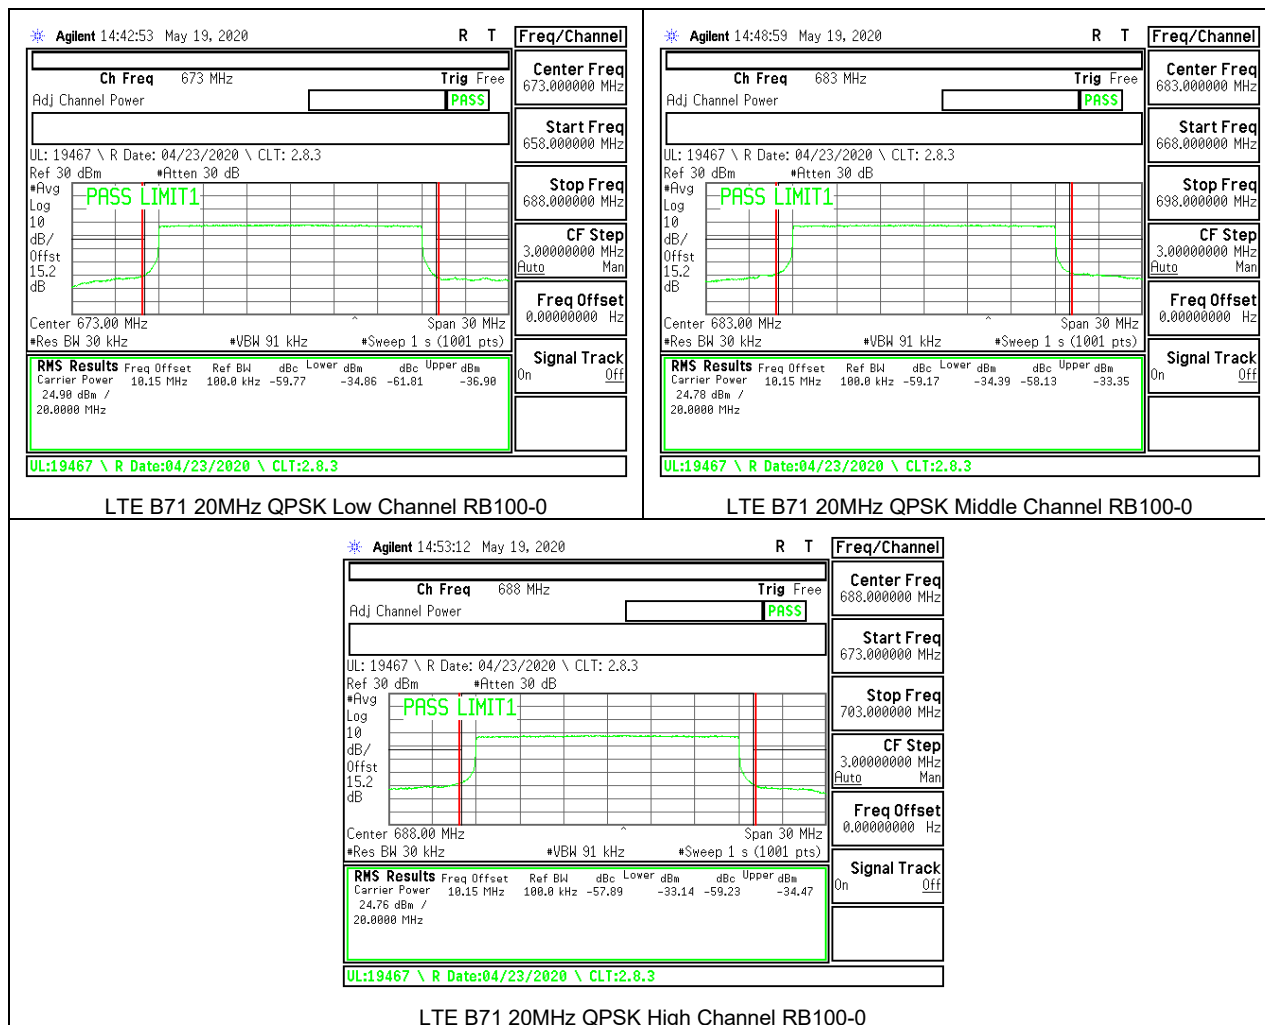 Agilent 14:42:53 May 19, 2020 R T Freq/Channel
Ch Freq 673 MHz Trig Free
Adj Channel Power PASS
UL: 19467 \ R Date: 04/23/2020 \ CLT: 2.8.3
Ref 30 dBm #Atten 30 dB
#Avg
Log
10
dB/
Offst
15.2
dB
PASS LIMIT1
Center 673.00 MHz ^ Span 30 MHz
#Res BW 30 kHz #VBW 91 kHz #Sweep 1 s (1001 pts)
RMS Results Freq Offset Ref BW dBc Lower dBm dBc Upper dBm
Carrier Power 10.15 MHz 100.0 kHz -59.77 -34.86 -61.81 -36.90
24.90 dBm /
20.0000 MHz
UL:19467 \ R Date:04/23/2020 \ CLT:2.8.3
Center Freq
673.000000 MHz
Start Freq
658.000000 MHz
Stop Freq
688.000000 MHz
CF Step
3.00000000 MHz
Auto Man
Freq Offset
0.00000000 Hz
Signal Track
On Off
LTE B71 20MHz QPSK Low Channel RB100-0
Agilent 14:48:59 May 19, 2020 R T Freq/Channel
Ch Freq 683 MHz Trig Free
Adj Channel Power PASS
UL: 19467 \ R Date: 04/23/2020 \ CLT: 2.8.3
Ref 30 dBm #Atten 30 dB
#Avg
Log
10
dB/
Offst
15.2
dB
PASS LIMIT1
Center 683.00 MHz ^ Span 30 MHz
#Res BW 30 kHz #VBW 91 kHz #Sweep 1 s (1001 pts)
RMS Results Freq Offset Ref BW dBc Lower dBm dBc Upper dBm
Carrier Power 10.15 MHz 100.0 kHz -59.17 -34.39 -58.13 -33.35
24.78 dBm /
20.0000 MHz
UL:19467 \ R Date:04/23/2020 \ CLT:2.8.3
Center Freq
683.000000 MHz
Start Freq
668.000000 MHz
Stop Freq
698.000000 MHz
CF Step
3.00000000 MHz
Auto Man
Freq Offset
0.00000000 Hz
Signal Track
On Off
LTE B71 20MHz QPSK Middle Channel RB100-0
Agilent 14:53:12 May 19, 2020 R T Freq/Channel
Ch Freq 688 MHz Trig Free
Adj Channel Power PASS
UL: 19467 \ R Date: 04/23/2020 \ CLT: 2.8.3
Ref 30 dBm #Atten 30 dB
#Avg
Log
10
dB/
Offst
15.2
dB
PASS LIMIT1
Center 688.00 MHz ^ Span 30 MHz
#Res BW 30 kHz #VBW 91 kHz #Sweep 1 s (1001 pts)
RMS Results Freq Offset Ref BW dBc Lower dBm dBc Upper dBm
Carrier Power 10.15 MHz 100.0 kHz -57.89 -33.14 -59.23 -34.47
24.76 dBm /
20.0000 MHz
UL:19467 \ R Date:04/23/2020 \ CLT:2.8.3
Center Freq
688.000000 MHz
Start Freq
673.000000 MHz
Stop Freq
703.000000 MHz
CF Step
3.00000000 MHz
Auto Man
Freq Offset
0.00000000 Hz
Signal Track
On Off
LTE B71 20MHz QPSK High Channel RB100-0